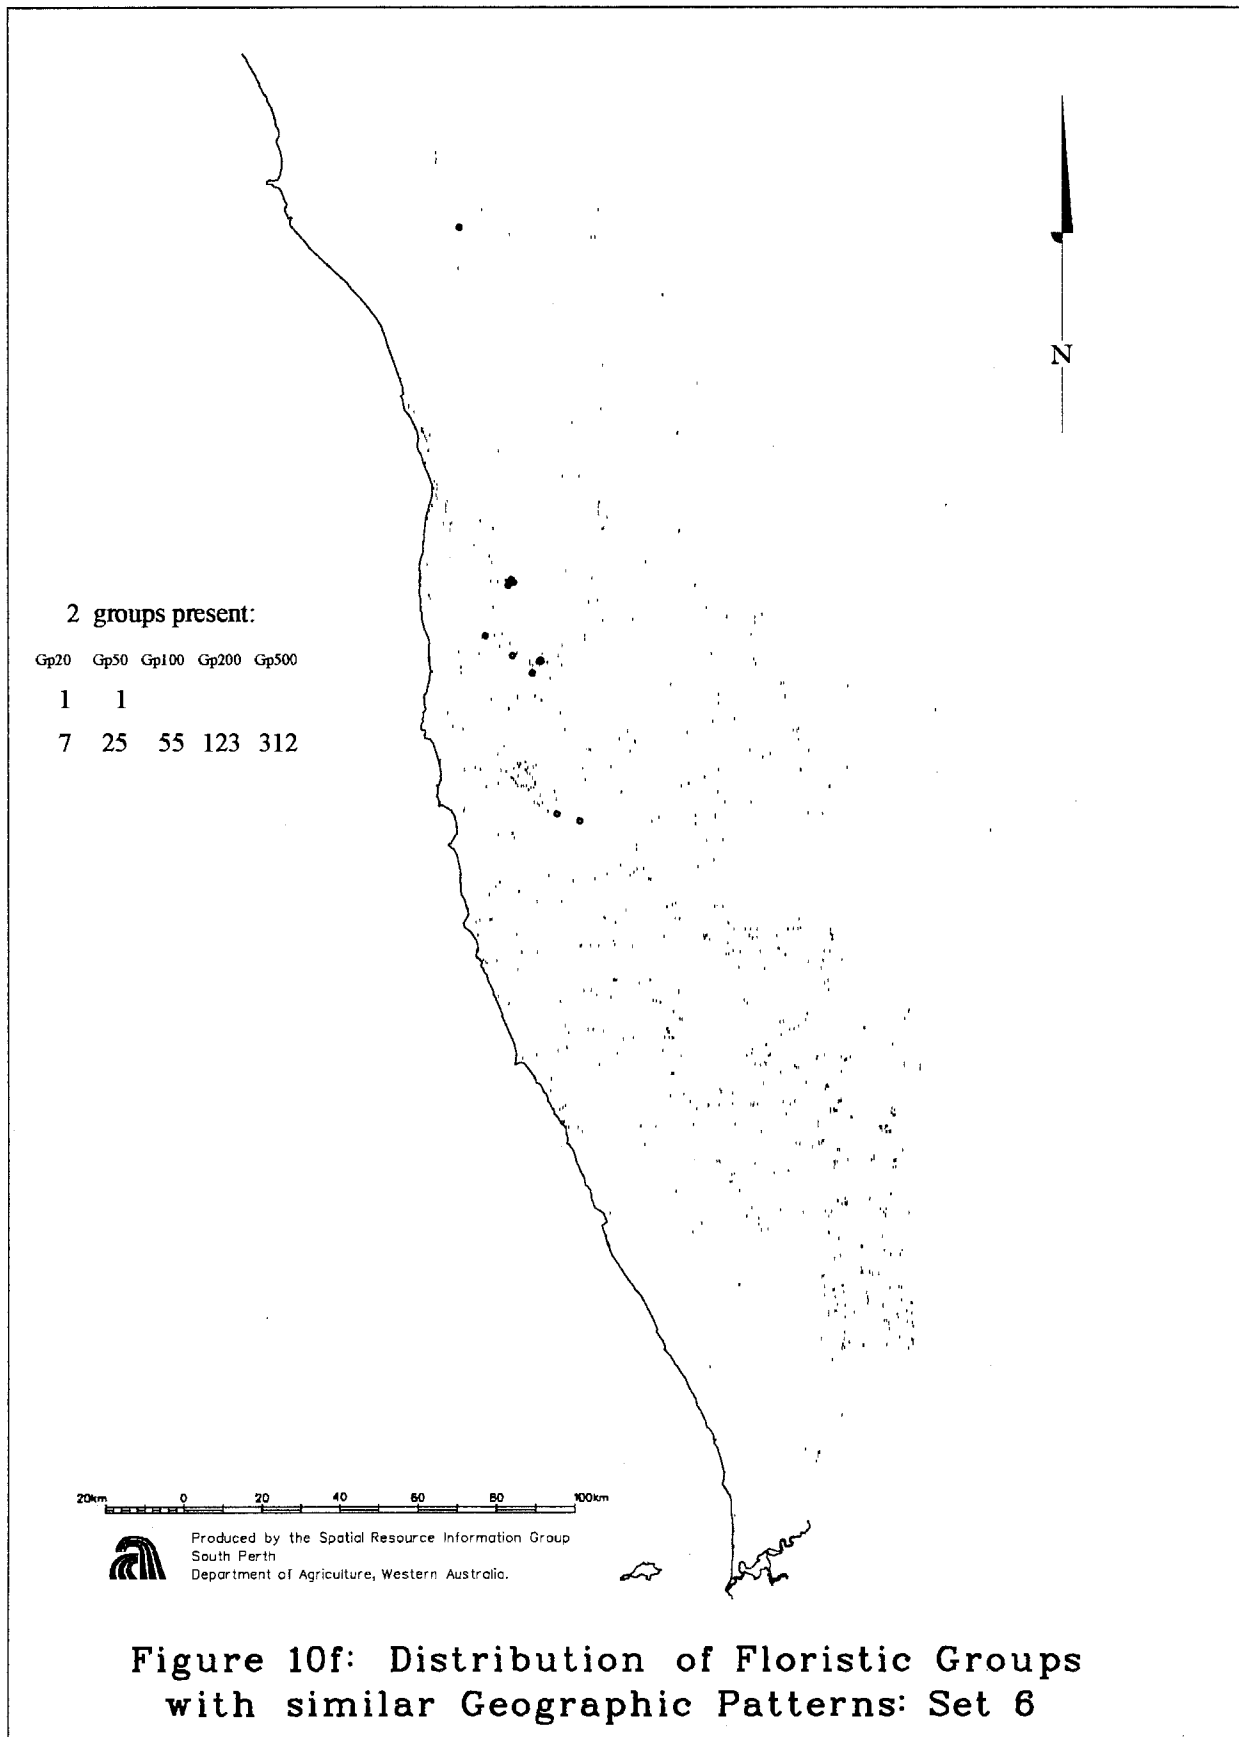 N
2 groups present:
Gp20 Gp50 Gp100 Gp200 Gp500
1 1
7 25 55 123 312
20km 0 20 40 60 80 100km
Produced by the Spatial Resource Information Group
South Perth
Department of Agriculture, Western Australia.
Figure 10f: Distribution of Floristic Groups
with similar Geographic Patterns: Set 6